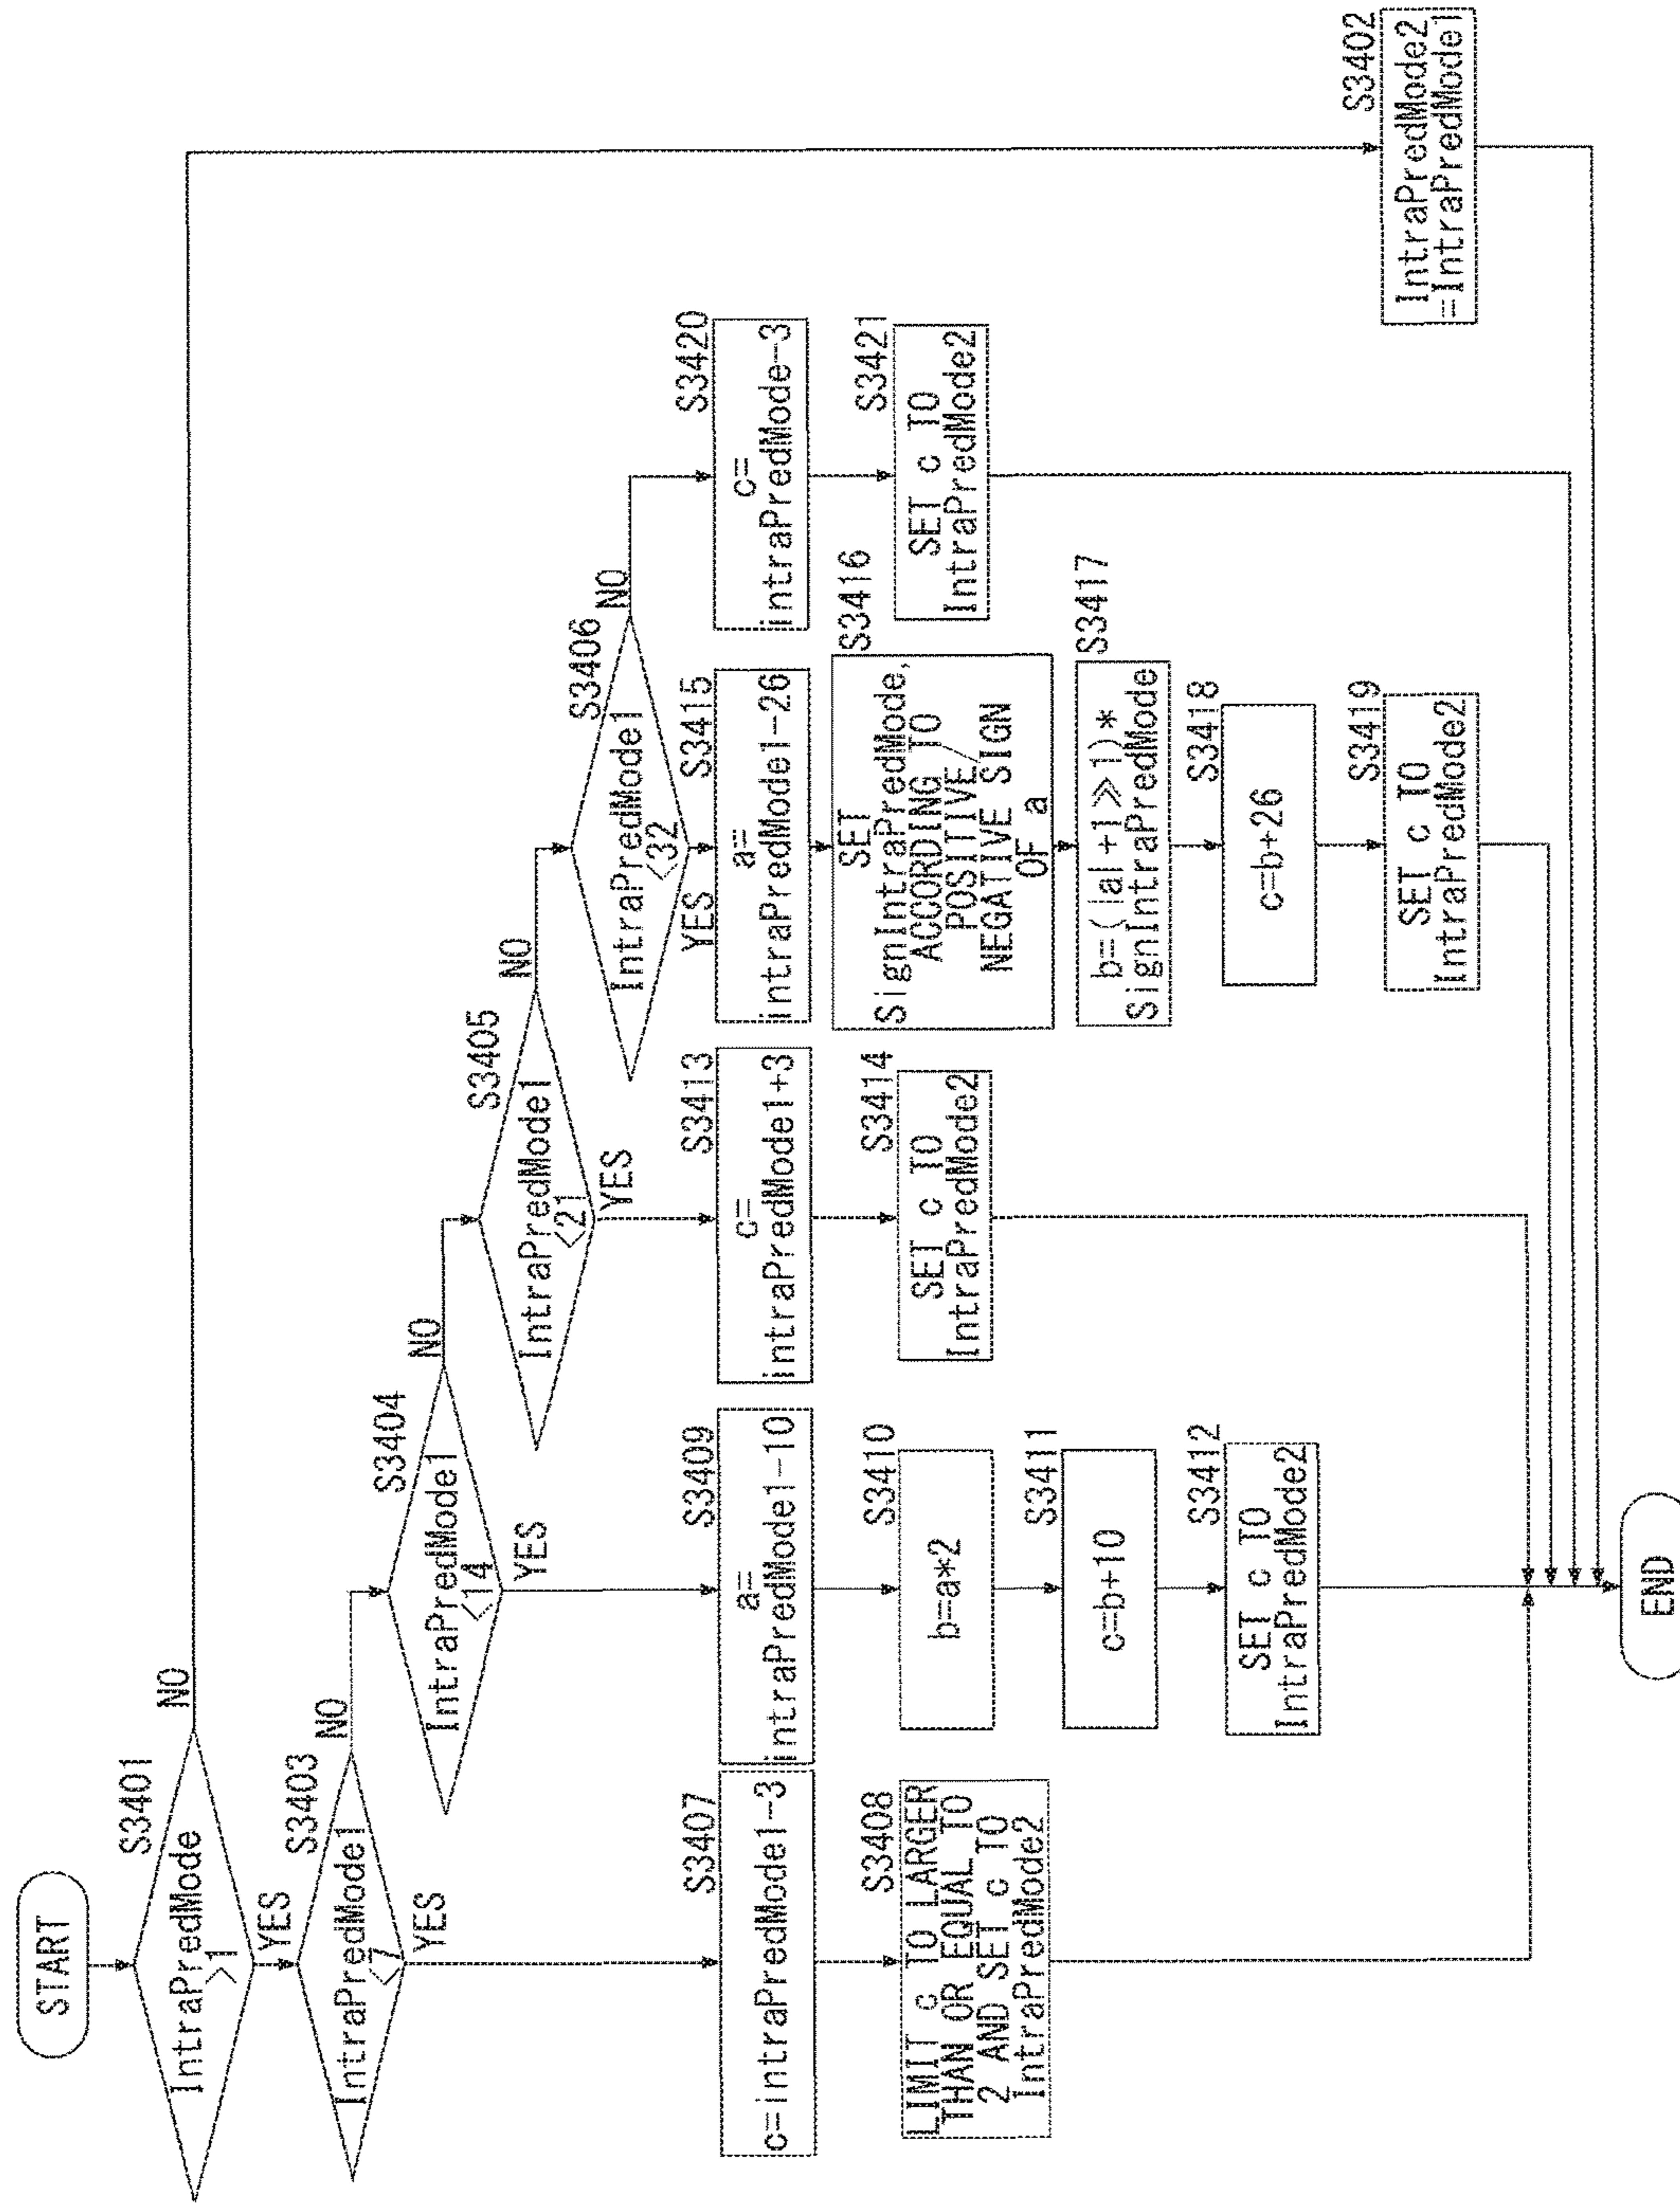 START
S3401
IntraPredMode
>1
NO
YES
S3403
IntraPredMode1
<7
NO
YES
S3404
IntraPredMode1
<14
NO
YES
S3405
IntraPredMode1
<21
NO
YES
S3406
IntraPredMode1
<32
NO
YES
S3407
c=intraPredMode1-3
S3408
LIMIT c TO LARGER
THAN OR EQUAL TO
2 AND SET c TO
IntraPredMode2
S3409
a=
intraPredMode1-10
S3410
b=a*2
S3411
c=b+10
S3412
SET c TO
IntraPredMode2
S3413
c=
intraPredMode1+3
S3414
SET c TO
IntraPredMode2
S3415
a=
intraPredMode1-26
S3416
SET
SignIntraPredMode,
ACCORDING TO
POSITIVE/
NEGATIVE SIGN
OF a
S3417
b=(|a|+1>>1)*
SignIntraPredMode
S3418
c=b+26
S3419
SET c TO
IntraPredMode2
S3420
c=
intraPredMode-3
S3421
SET c TO
IntraPredMode2
S3402
IntraPredMode2
=IntraPredMode1
END